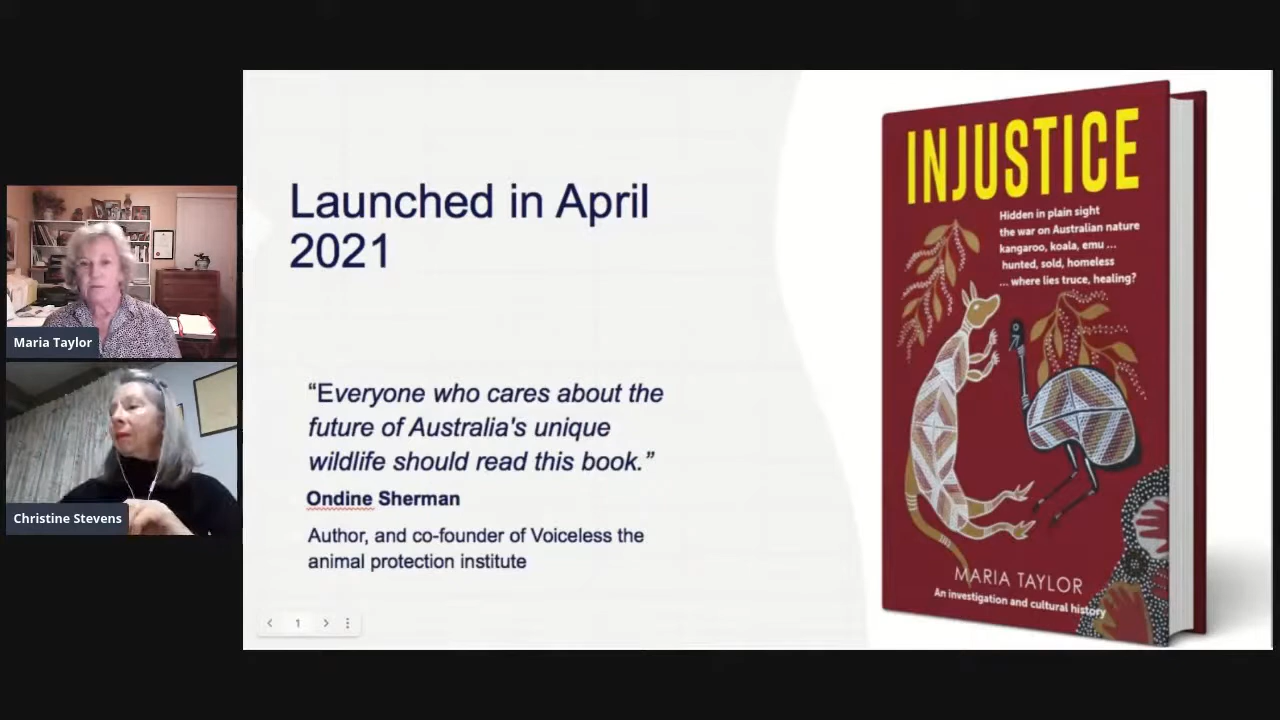 Maria Taylor
Christine Stevens
Launched in April
2021
“Everyone who cares about the
future of Australia's unique
wildlife should read this book.”
Ondine Sherman
Author, and co-founder of Voiceless the
animal protection institute
1
INJUSTICE
Hidden in plain sight
the war on Australian nature
kangaroo, koala, emu ...
hunted, sold, homeless
... where lies truce, healing?
MARIA TAYLOR
An investigation and cultural history